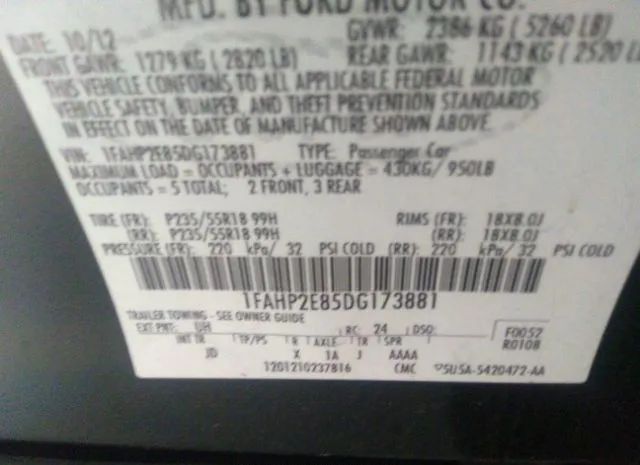 MFD. BY FORD MOTOR CO.
DATE: 10/12 GVWR: 2386 KG ( 5260 LB)
FRONT GAWR: 1279 KG ( 2820 LB) REAR GAWR: 1143 KG ( 2520 LB
THIS VEHICLE CONFORMS TO ALL APPLICABLE FEDERAL MOTOR
VEHICLE SAFETY, BUMPER, AND THEFT PREVENTION STANDARDS
IN EFFECT ON THE DATE OF MANUFACTURE SHOWN ABOVE.
VIN: 1FAHP2E85DG173881 TYPE: Passenger Car
MAXIMUM LOAD = OCCUPANTS + LUGGAGE = 430KG/ 950LB
OCCUPANTS = 5 TOTAL; 2 FRONT, 3 REAR
TIRE (FR): P235/55R18 99H RIMS (FR): 18X8.0J
(RR): P235/55R18 99H (RR): 18X8.0J
PRESSURE (FR): 220 kPa/ 32 PSI COLD (RR): 220 kPa/ 32 PSI COLD
1FAHP2E85DG173881
TRAILER TOWING - SEE OWNER GUIDE
EXT PNT: UH RC: 24 DSO: F0052
INT TR TP/PS R AXLE TR SPR R0108
JD X 1A J AAAA
1201210237816 CMC 5U5A-5420472-AA